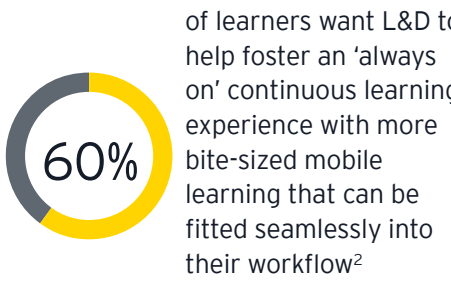 60%
of learners want L&D to
help foster an ‘always
on’ continuous learning
experience with more
bite-sized mobile
learning that can be
fitted seamlessly into
their workflow²